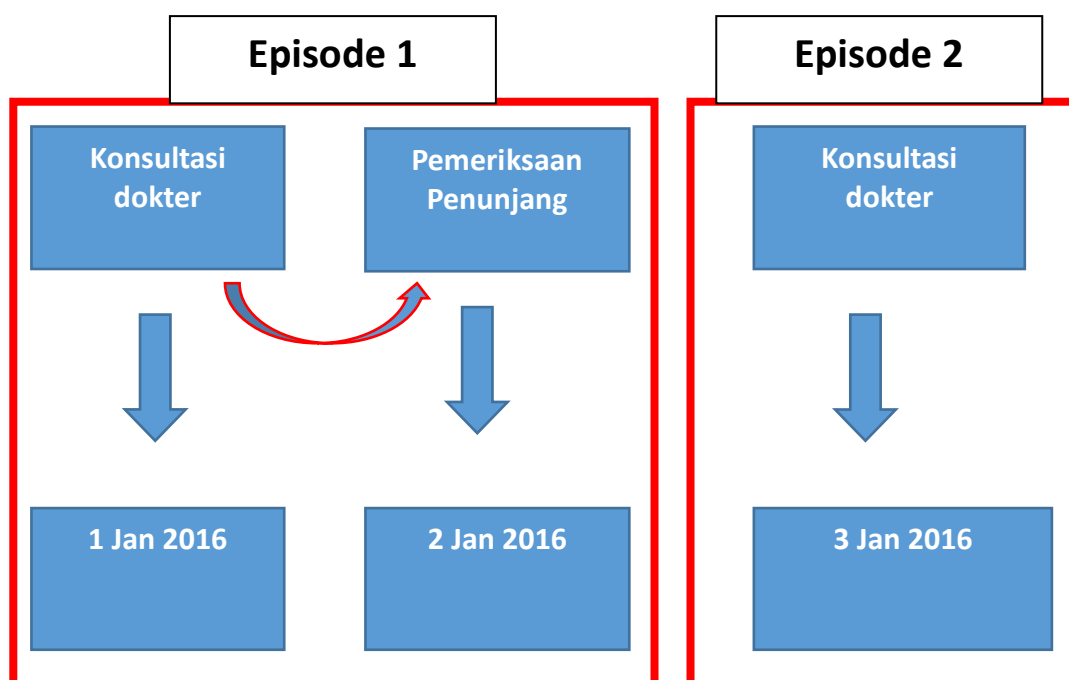 Episode 1
Episode 2
Konsultasi
dokter
Pemeriksaan
Penunjang
Konsultasi
dokter
1 Jan 2016
2 Jan 2016
3 Jan 2016